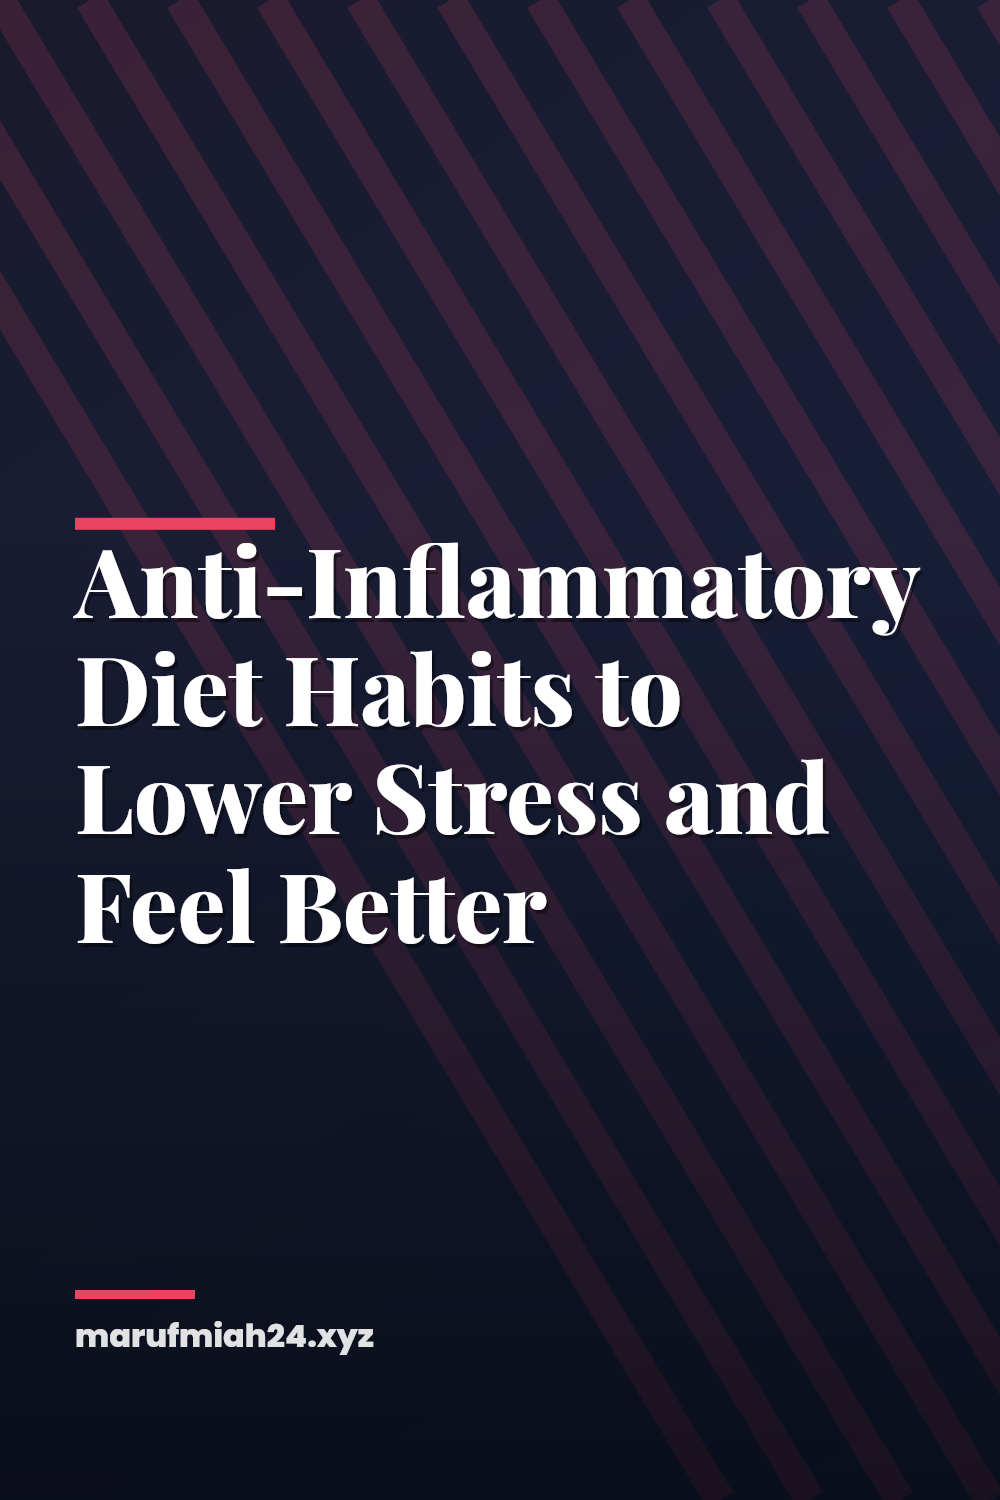 Anti-Inflammatory
Diet Habits to
Lower Stress and
Feel Better
marufmiah24.xyz